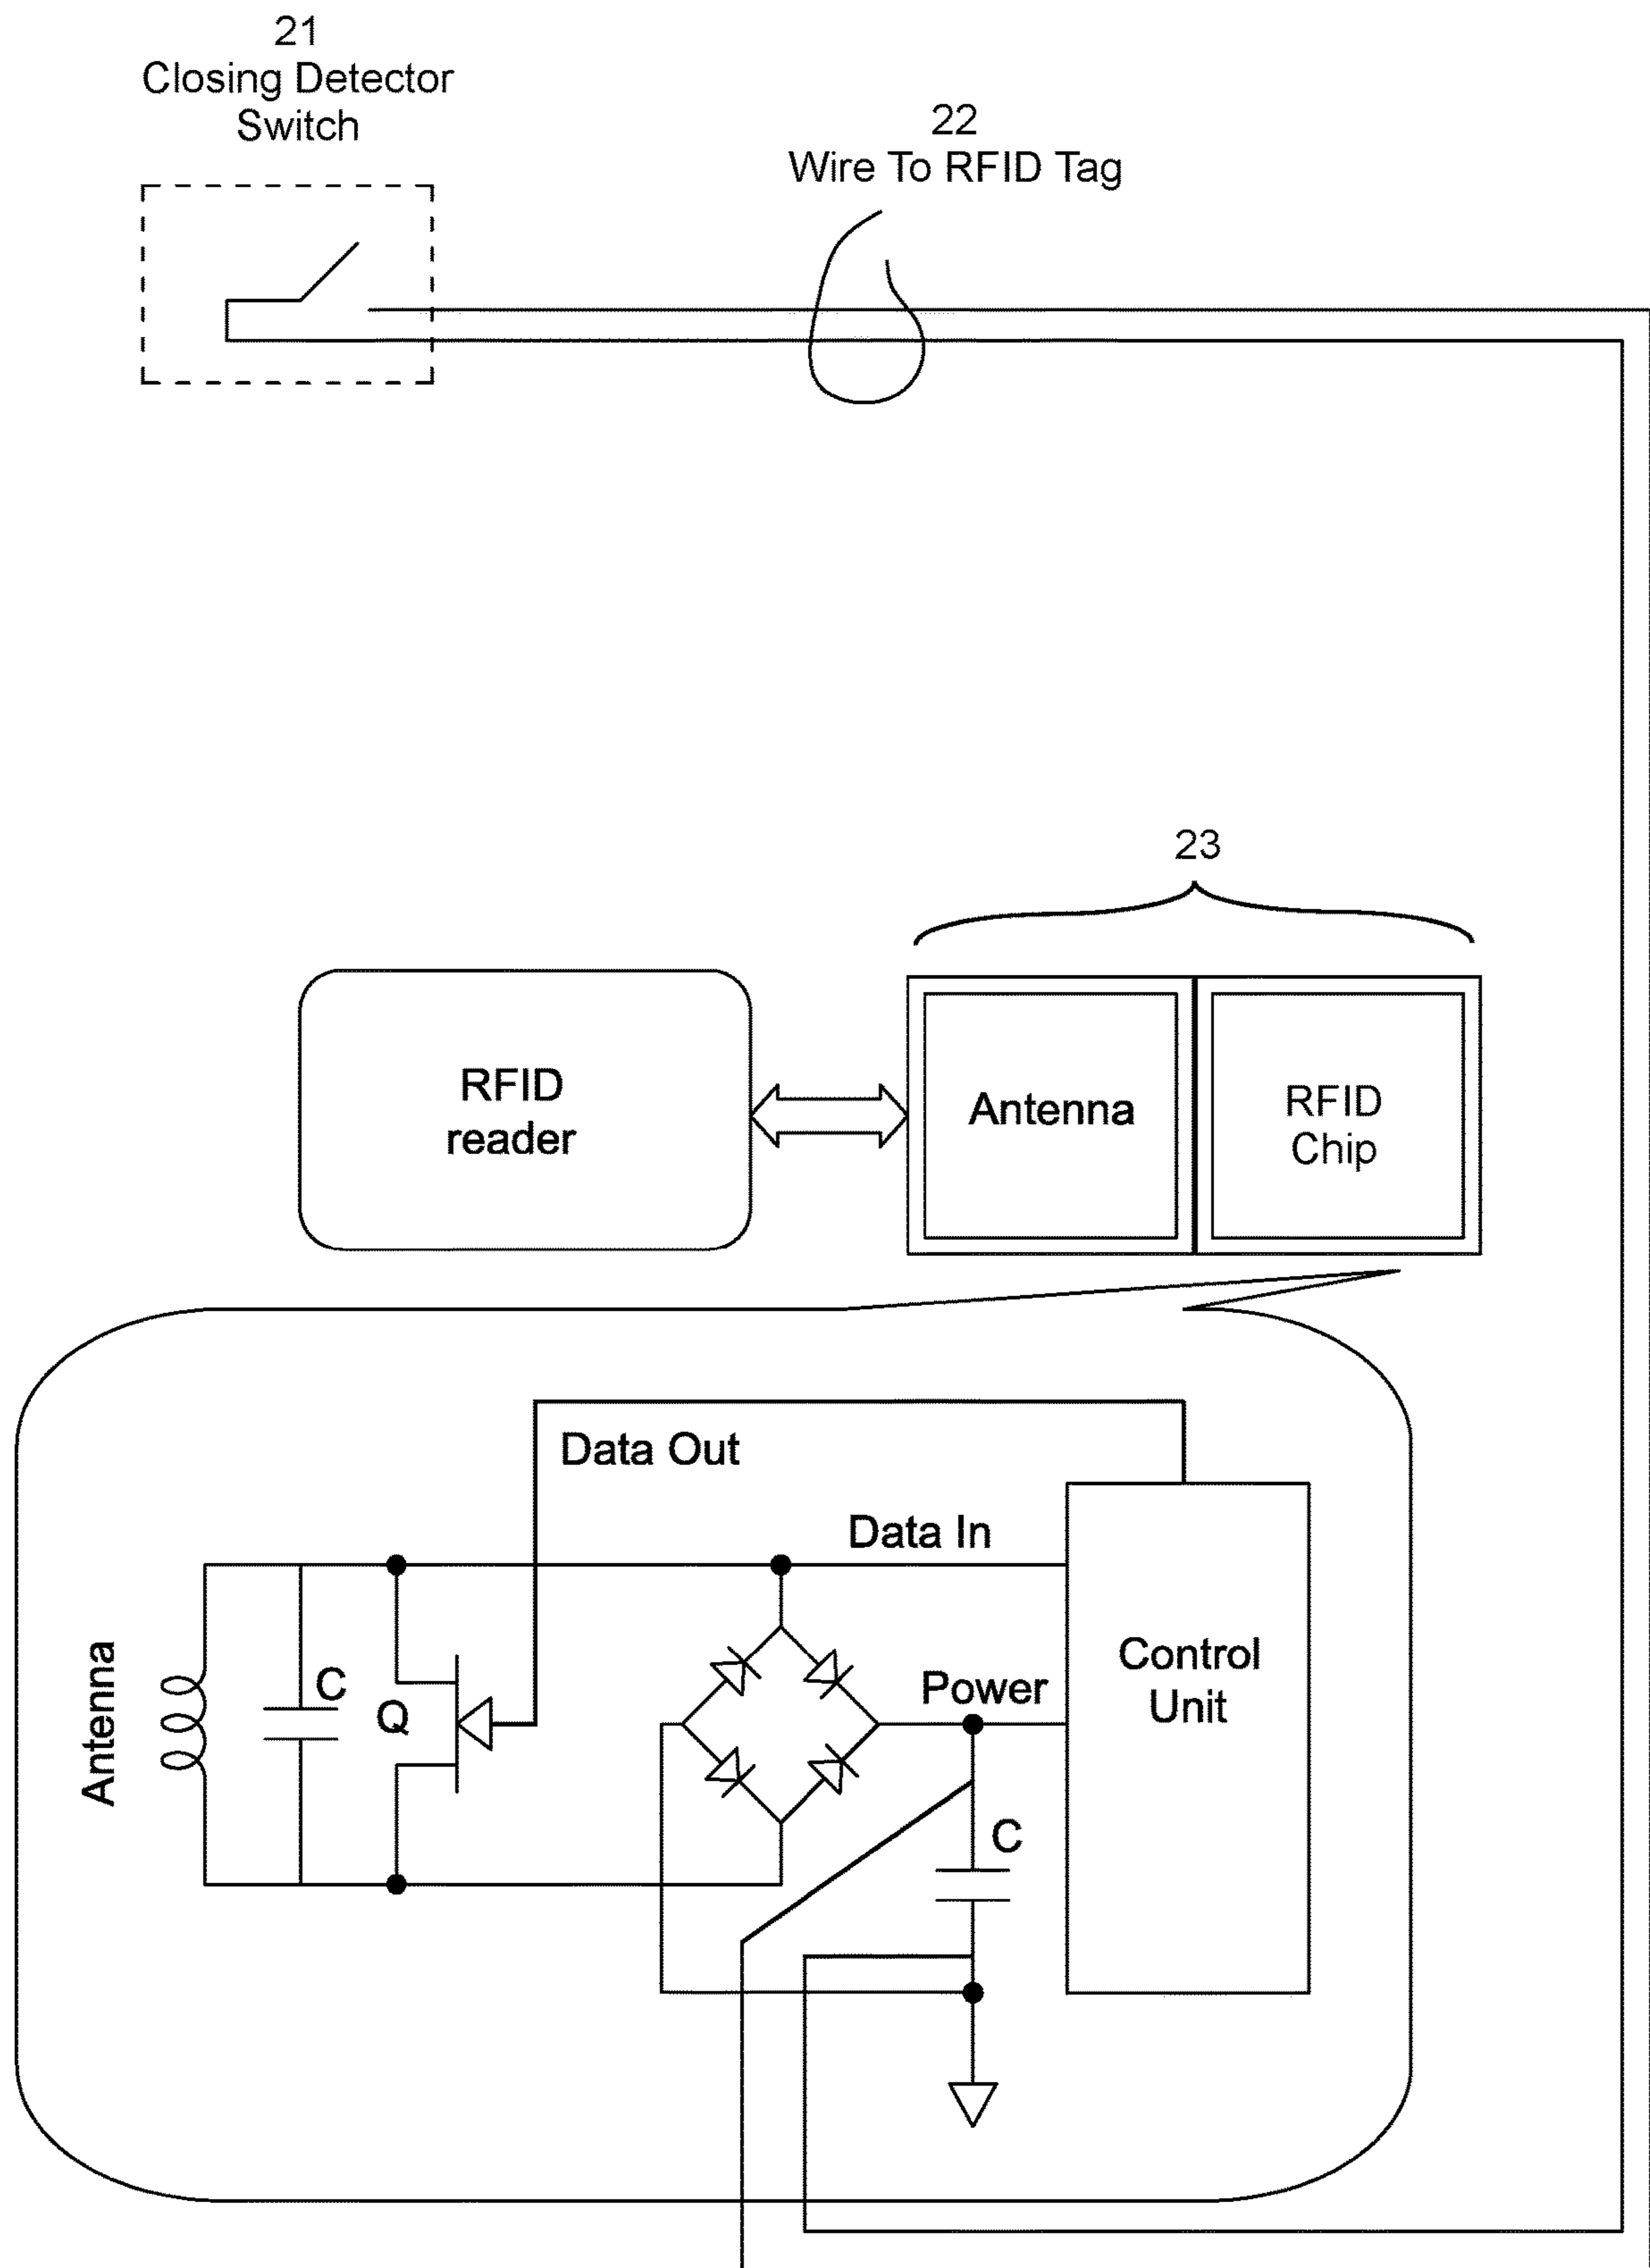 21
Closing Detector
Switch
22
Wire To RFID Tag
23
RFID
reader
Antenna
RFID
Chip
Data Out
Data In
Antenna
C
Q
Power
Control
Unit
C